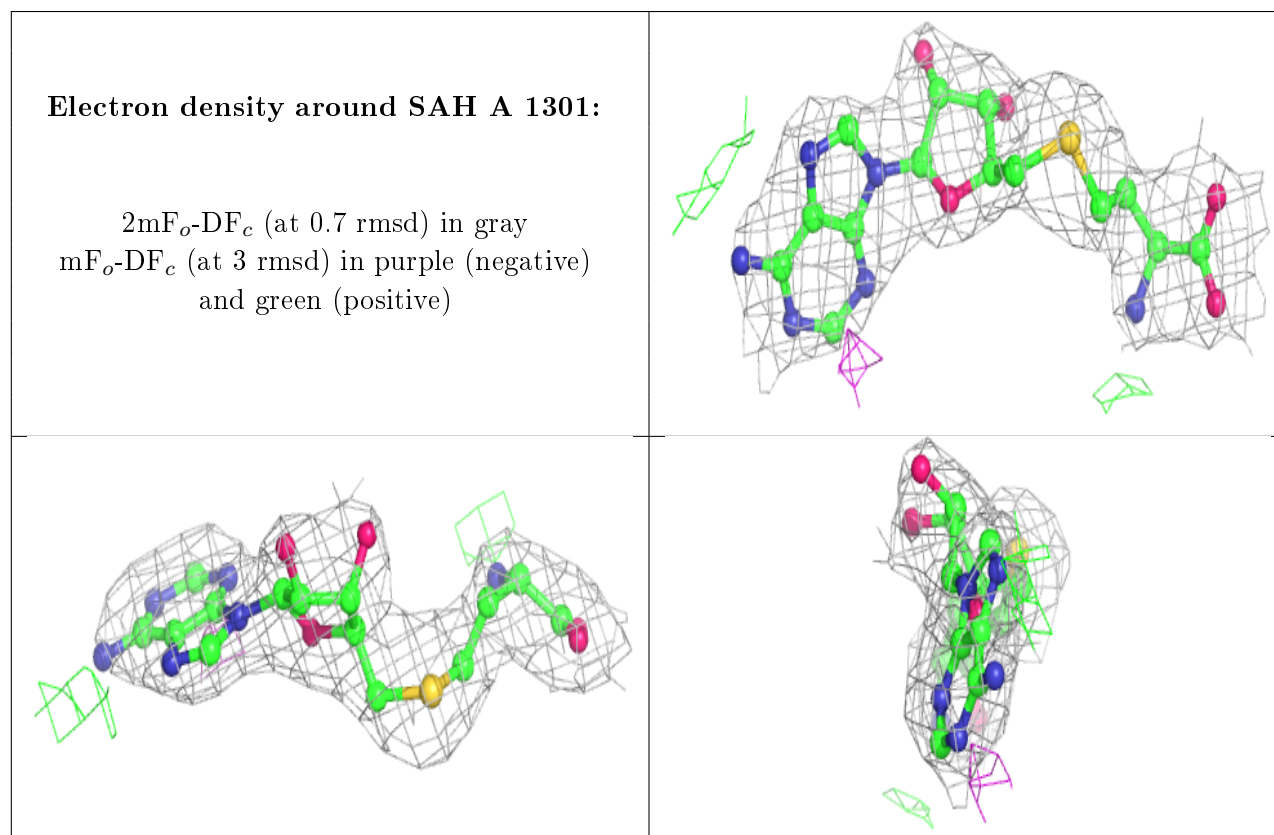 Electron density around SAH A 1301:
2mFₒ-DF𝒸 (at 0.7 rmsd) in gray
mFₒ-DF𝒸 (at 3 rmsd) in purple (negative)
and green (positive)